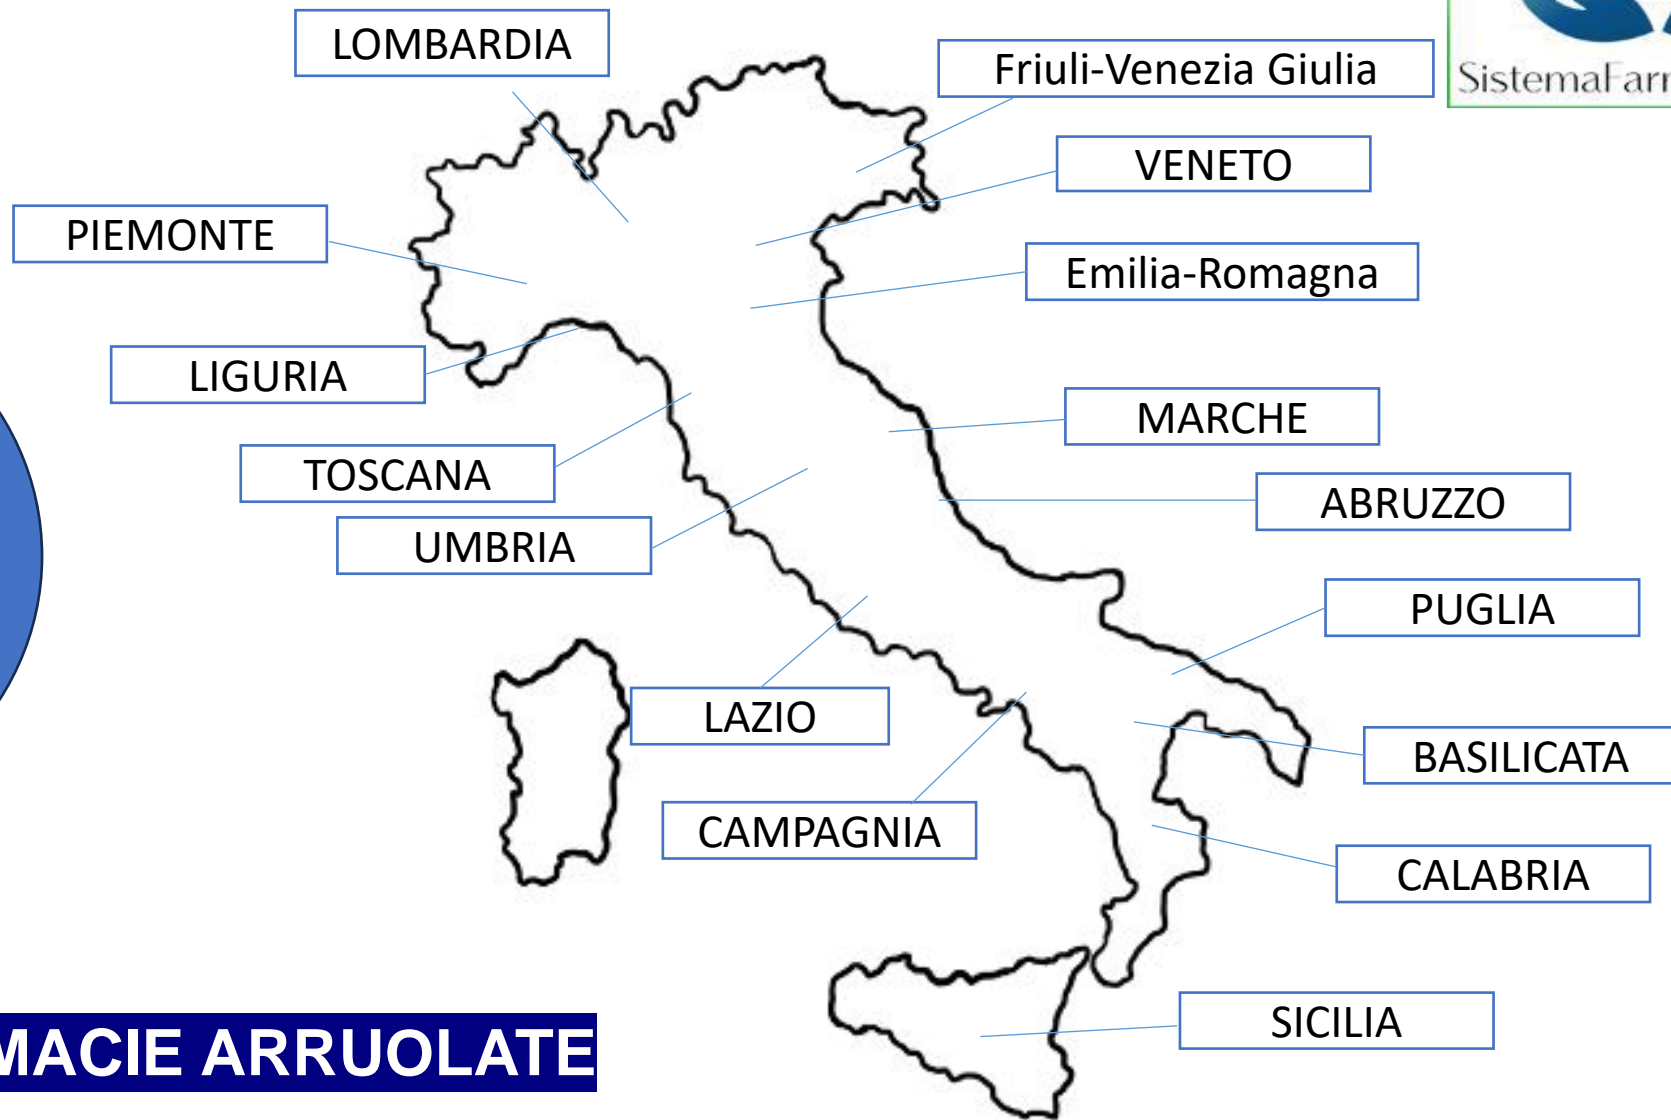 LOMBARDIA
Friuli-Venezia Giulia
VENETO
PIEMONTE
Emilia-Romagna
LIGURIA
MARCHE
TOSCANA
ABRUZZO
UMBRIA
PUGLIA
LAZIO
BASILICATA
CAMPAGNIA
CALABRIA
SICILIA
MACIE ARRUOLATE